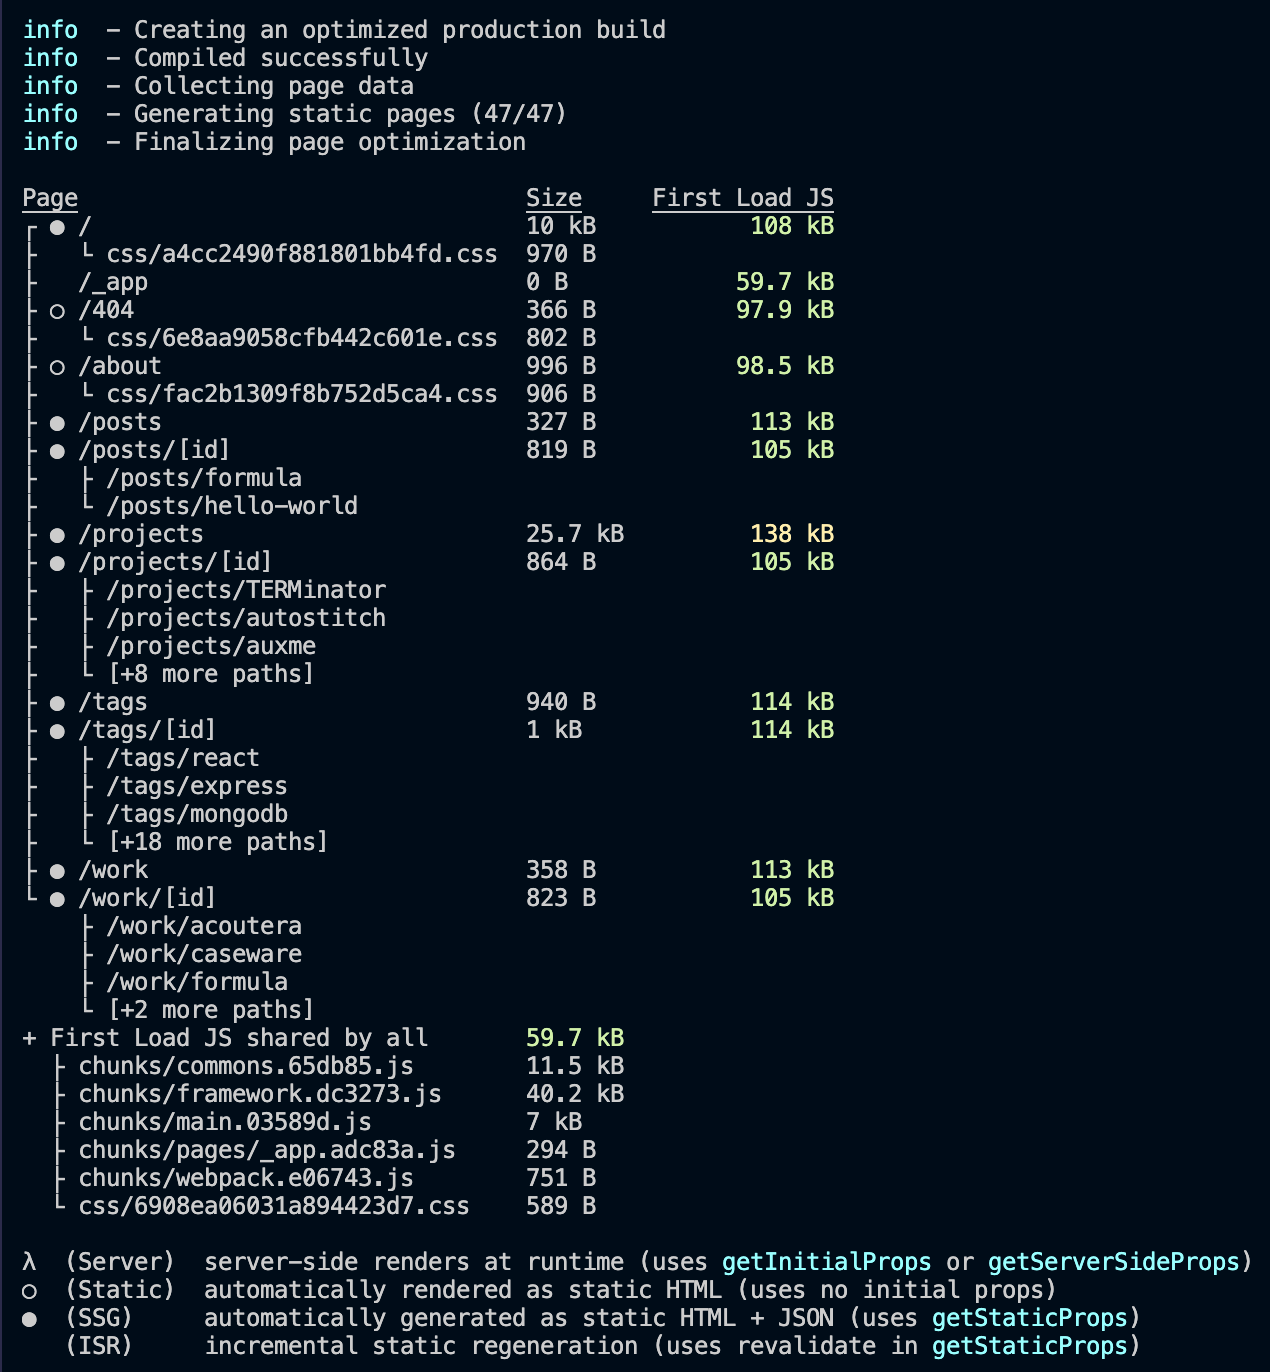 info  - Creating an optimized production build
info  - Compiled successfully
info  - Collecting page data
info  - Generating static pages (47/47)
info  - Finalizing page optimization

Page                                Size     First Load JS
┌ ● /                               10 kB           108 kB
├   └ css/a4cc2490f881801bb4fd.css  970 B
├   /_app                           0 B            59.7 kB
├ ○ /404                            366 B          97.9 kB
├   └ css/6e8aa9058cfb442c601e.css  802 B
├ ○ /about                          996 B          98.5 kB
├   └ css/fac2b1309f8b752d5ca4.css  906 B
├ ● /posts                          327 B           113 kB
├ ● /posts/[id]                     819 B           105 kB
├   ├ /posts/formula
├   └ /posts/hello-world
├ ● /projects                       25.7 kB         138 kB
├ ● /projects/[id]                  864 B           105 kB
├   ├ /projects/TERMinator
├   ├ /projects/autostitch
├   ├ /projects/auxme
├   └ [+8 more paths]
├ ● /tags                           940 B           114 kB
├ ● /tags/[id]                      1 kB            114 kB
├   ├ /tags/react
├   ├ /tags/express
├   ├ /tags/mongodb
├   └ [+18 more paths]
├ ● /work                           358 B           113 kB
└ ● /work/[id]                      823 B           105 kB
    ├ /work/acoutera
    ├ /work/caseware
    ├ /work/formula
    └ [+2 more paths]
+ First Load JS shared by all       59.7 kB
  ├ chunks/commons.65db85.js        11.5 kB
  ├ chunks/framework.dc3273.js      40.2 kB
  ├ chunks/main.03589d.js           7 kB
  ├ chunks/pages/_app.adc83a.js     294 B
  ├ chunks/webpack.e06743.js        751 B
  └ css/6908ea06031a894423d7.css    589 B

λ  (Server)  server-side renders at runtime (uses getInitialProps or getServerSideProps)
○  (Static)  automatically rendered as static HTML (uses no initial props)
●  (SSG)     automatically generated as static HTML + JSON (uses getStaticProps)
   (ISR)     incremental static regeneration (uses revalidate in getStaticProps)